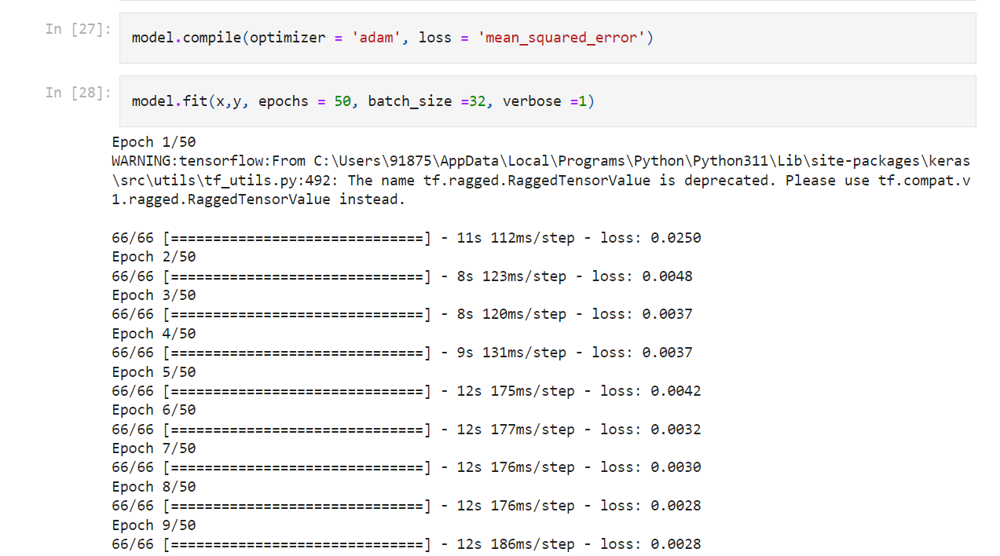 In [27]:
model.compile(optimizer = 'adam', loss = 'mean_squared_error')
In [28]:
model.fit(x,y, epochs = 50, batch_size =32, verbose =1)
Epoch 1/50
WARNING:tensorflow:From C:\Users\91875\AppData\Local\Programs\Python\Python311\Lib\site-packages\keras
\src\utils\tf_utils.py:492: The name tf.ragged.RaggedTensorValue is deprecated. Please use tf.compat.v
1.ragged.RaggedTensorValue instead.
66/66 [==============================] - 11s 112ms/step - loss: 0.0250
Epoch 2/50
66/66 [==============================] - 8s 123ms/step - loss: 0.0048
Epoch 3/50
66/66 [==============================] - 8s 120ms/step - loss: 0.0037
Epoch 4/50
66/66 [==============================] - 9s 131ms/step - loss: 0.0037
Epoch 5/50
66/66 [==============================] - 12s 175ms/step - loss: 0.0042
Epoch 6/50
66/66 [==============================] - 12s 177ms/step - loss: 0.0032
Epoch 7/50
66/66 [==============================] - 12s 176ms/step - loss: 0.0030
Epoch 8/50
66/66 [==============================] - 12s 176ms/step - loss: 0.0028
Epoch 9/50
66/66 [==============================] - 12s 186ms/step - loss: 0.0028